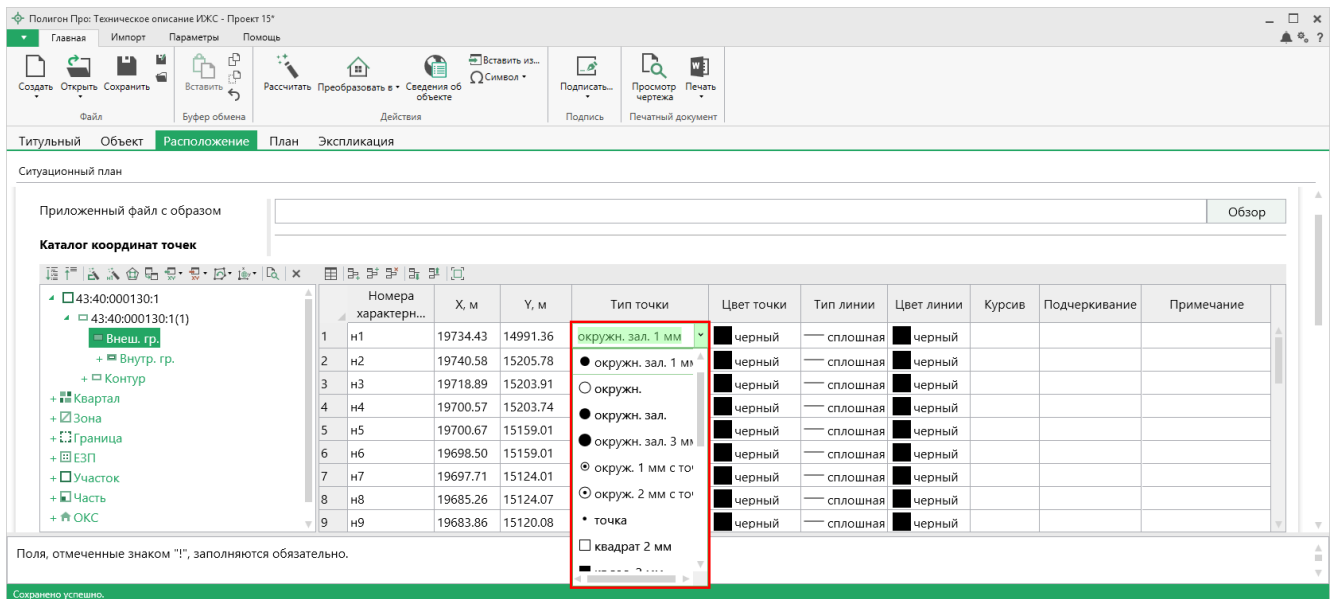 Полигон Про: Техническое описание ИЖС - Проект 15*
Главная Импорт Параметры Помощь
Создать Открыть Сохранить Вставить Рассчитать Преобразовать в Сведения об объекте Вставить из... Символ Подписать... Просмотр чертежа Печать
Файл Буфер обмена Действия Подпись Печатный документ
Титульный Объект Расположение План Экспликация
Ситуационный план
Приложенный файл с образом Обзор
Каталог координат точек
43:40:000130:1
43:40:000130:1(1)
Внеш. гр.
+ Внутр. гр.
+ Контур
+ Квартал
+ Зона
+ Граница
+ ЕЗП
+ Участок
+ Часть
+ ОКС
Номера характерн... X, м Y, м Тип точки Цвет точки Тип линии Цвет линии Курсив Подчеркивание Примечание
1 н1 19734.43 14991.36 окружн. зал. 1 мм черный сплошная черный
2 н2 19740.58 15205.78 черный сплошная черный
3 н3 19718.89 15203.91 черный сплошная черный
4 н4 19700.57 15203.74 черный сплошная черный
5 н5 19700.67 15159.01 черный сплошная черный
6 н6 19698.50 15159.01 черный сплошная черный
7 н7 19697.71 15124.01 черный сплошная черный
8 н8 19685.26 15124.07 черный сплошная черный
9 н9 19683.86 15120.08 черный сплошная черный
окружн. зал. 1 мм
окружн.
окружн. зал.
окружн. зал. 3 мм
окруж. 1 мм с точ
окруж. 2 мм с точ
точка
квадрат 2 мм
Поля, отмеченные знаком "!", заполняются обязательно.
Сохранено успешно.